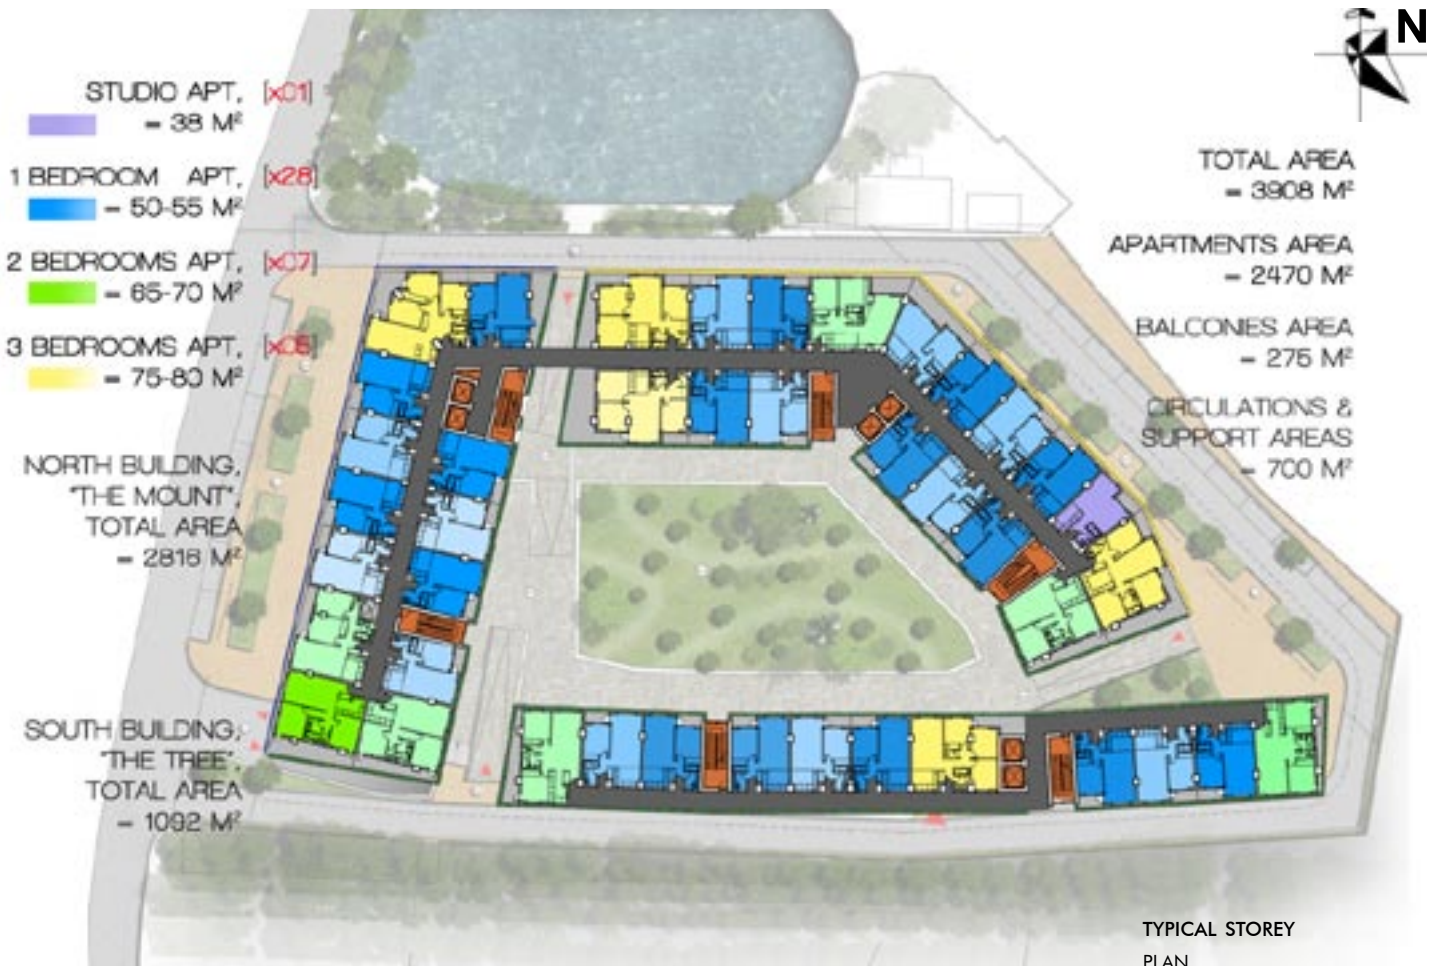 N
STUDIO APT, [x01]
= 38 M²
1 BEDROOM APT, [x28]
= 50-55 M²
2 BEDROOMS APT, [x07]
= 65-70 M²
3 BEDROOMS APT,
= 75-80 M²
NORTH BUILDING,
"THE MOUNT",
TOTAL AREA
= 2816 M²
SOUTH BUILDING,
"THE TREE",
TOTAL AREA
= 1092 M²
TOTAL AREA
= 3908 M²
APARTMENTS AREA
= 2470 M²
BALCONIES AREA
= 275 M²
CIRCULATIONS &
SUPPORT AREAS
= 700 M²
TYPICAL STOREY
PLAN